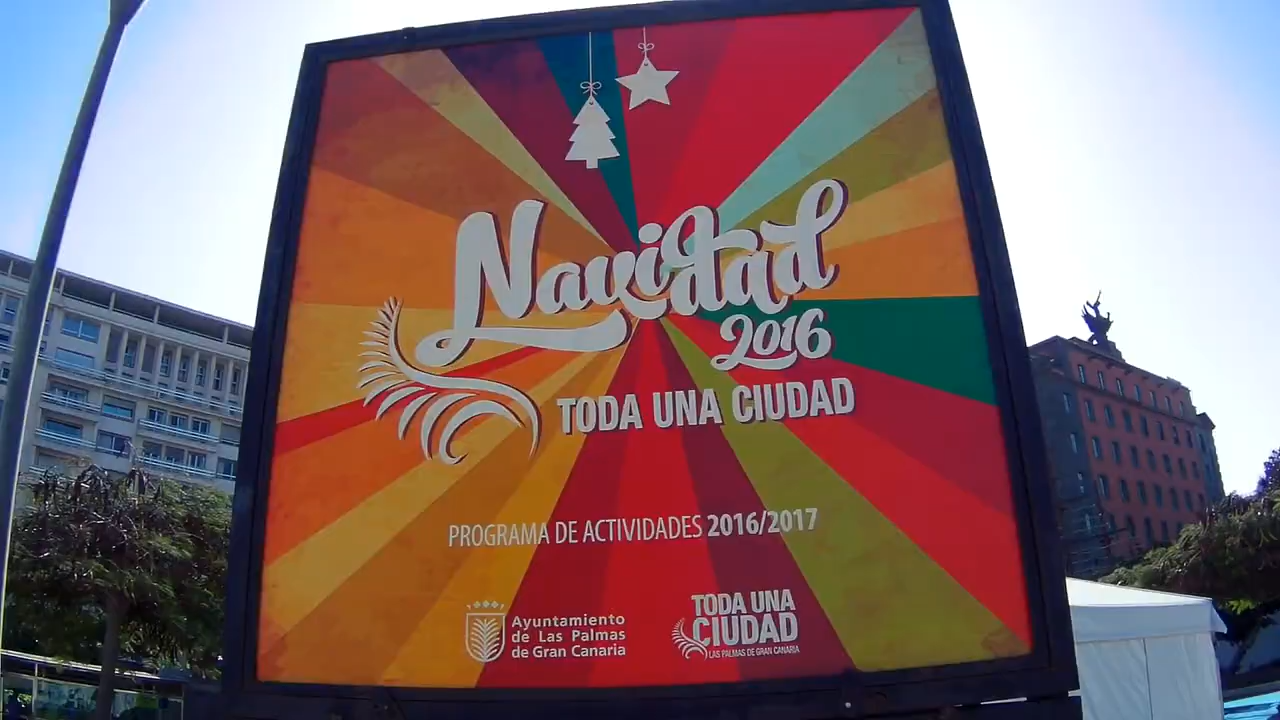 Navidad
2016
TODA UNA CIUDAD
PROGRAMA DE ACTIVIDADES 2016/2017
Ayuntamiento
de Las Palmas
de Gran Canaria
TODA UNA
CIUDAD
LAS PALMAS DE GRAN CANARIA